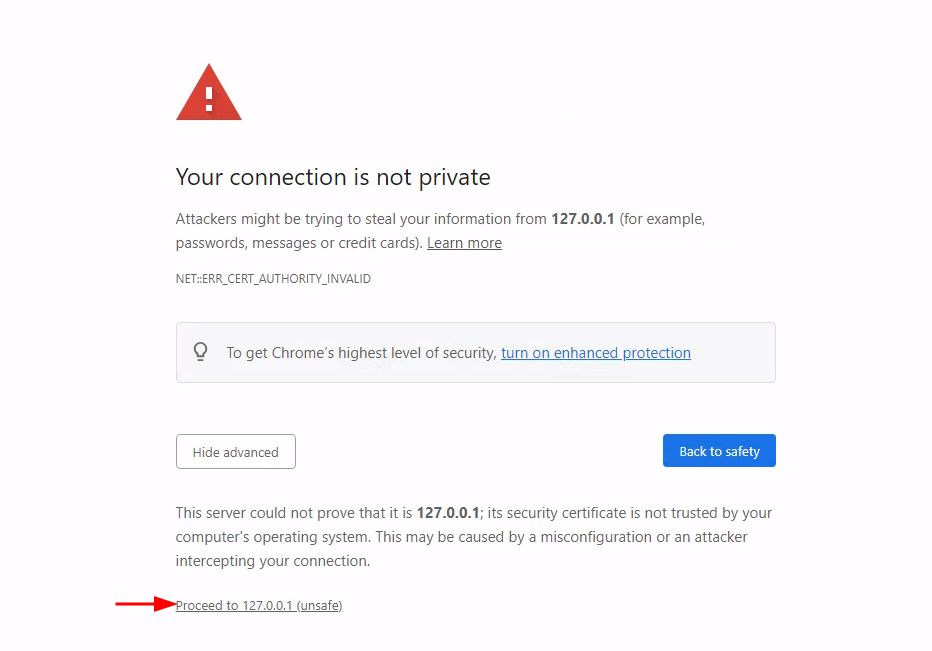 Your connection is not private
Attackers might be trying to steal your information from 127.0.0.1 (for example,
passwords, messages or credit cards). Learn more
NET::ERR_CERT_AUTHORITY_INVALID
To get Chrome's highest level of security, turn on enhanced protection
Hide advanced
Back to safety
This server could not prove that it is 127.0.0.1; its security certificate is not trusted by your
computer's operating system. This may be caused by a misconfiguration or an attacker
intercepting your connection.
Proceed to 127.0.0.1 (unsafe)